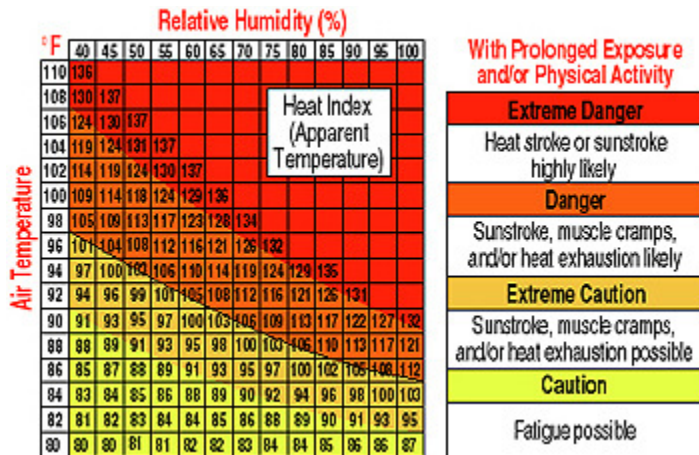 Relative Humidity (%)
°F 40 45 50 55 60 65 70 75 80 85 90 95 100
110 136
108 130 137
106 124 130 137
104 119 124 131 137
102 114 119 124 130 137
100 109 114 118 124 129 136
98 105 109 113 117 123 128 134
96 101 104 108 112 116 121 126 132
94 97 100 103 106 110 114 119 124 129 135
92 94 96 99 101 105 108 112 116 121 126 131
90 91 93 95 97 100 103 106 109 113 117 122 127 132
88 88 89 91 93 95 98 100 103 106 110 113 117 121
86 85 87 88 89 91 93 95 97 100 102 105 108 112
84 83 84 85 86 88 89 90 92 94 96 98 100 103
82 81 82 83 84 84 85 86 88 89 90 91 93 95
80 80 80 81 81 82 82 83 84 84 85 86 86 87
Air Temperature
Heat Index
(Apparent
Temperature)
With Prolonged Exposure
and/or Physical Activity
Extreme Danger
Heat stroke or sunstroke
highly likely
Danger
Sunstroke, muscle cramps,
and/or heat exhaustion likely
Extreme Caution
Sunstroke, muscle cramps,
and/or heat exhaustion possible
Caution
Fatigue possible